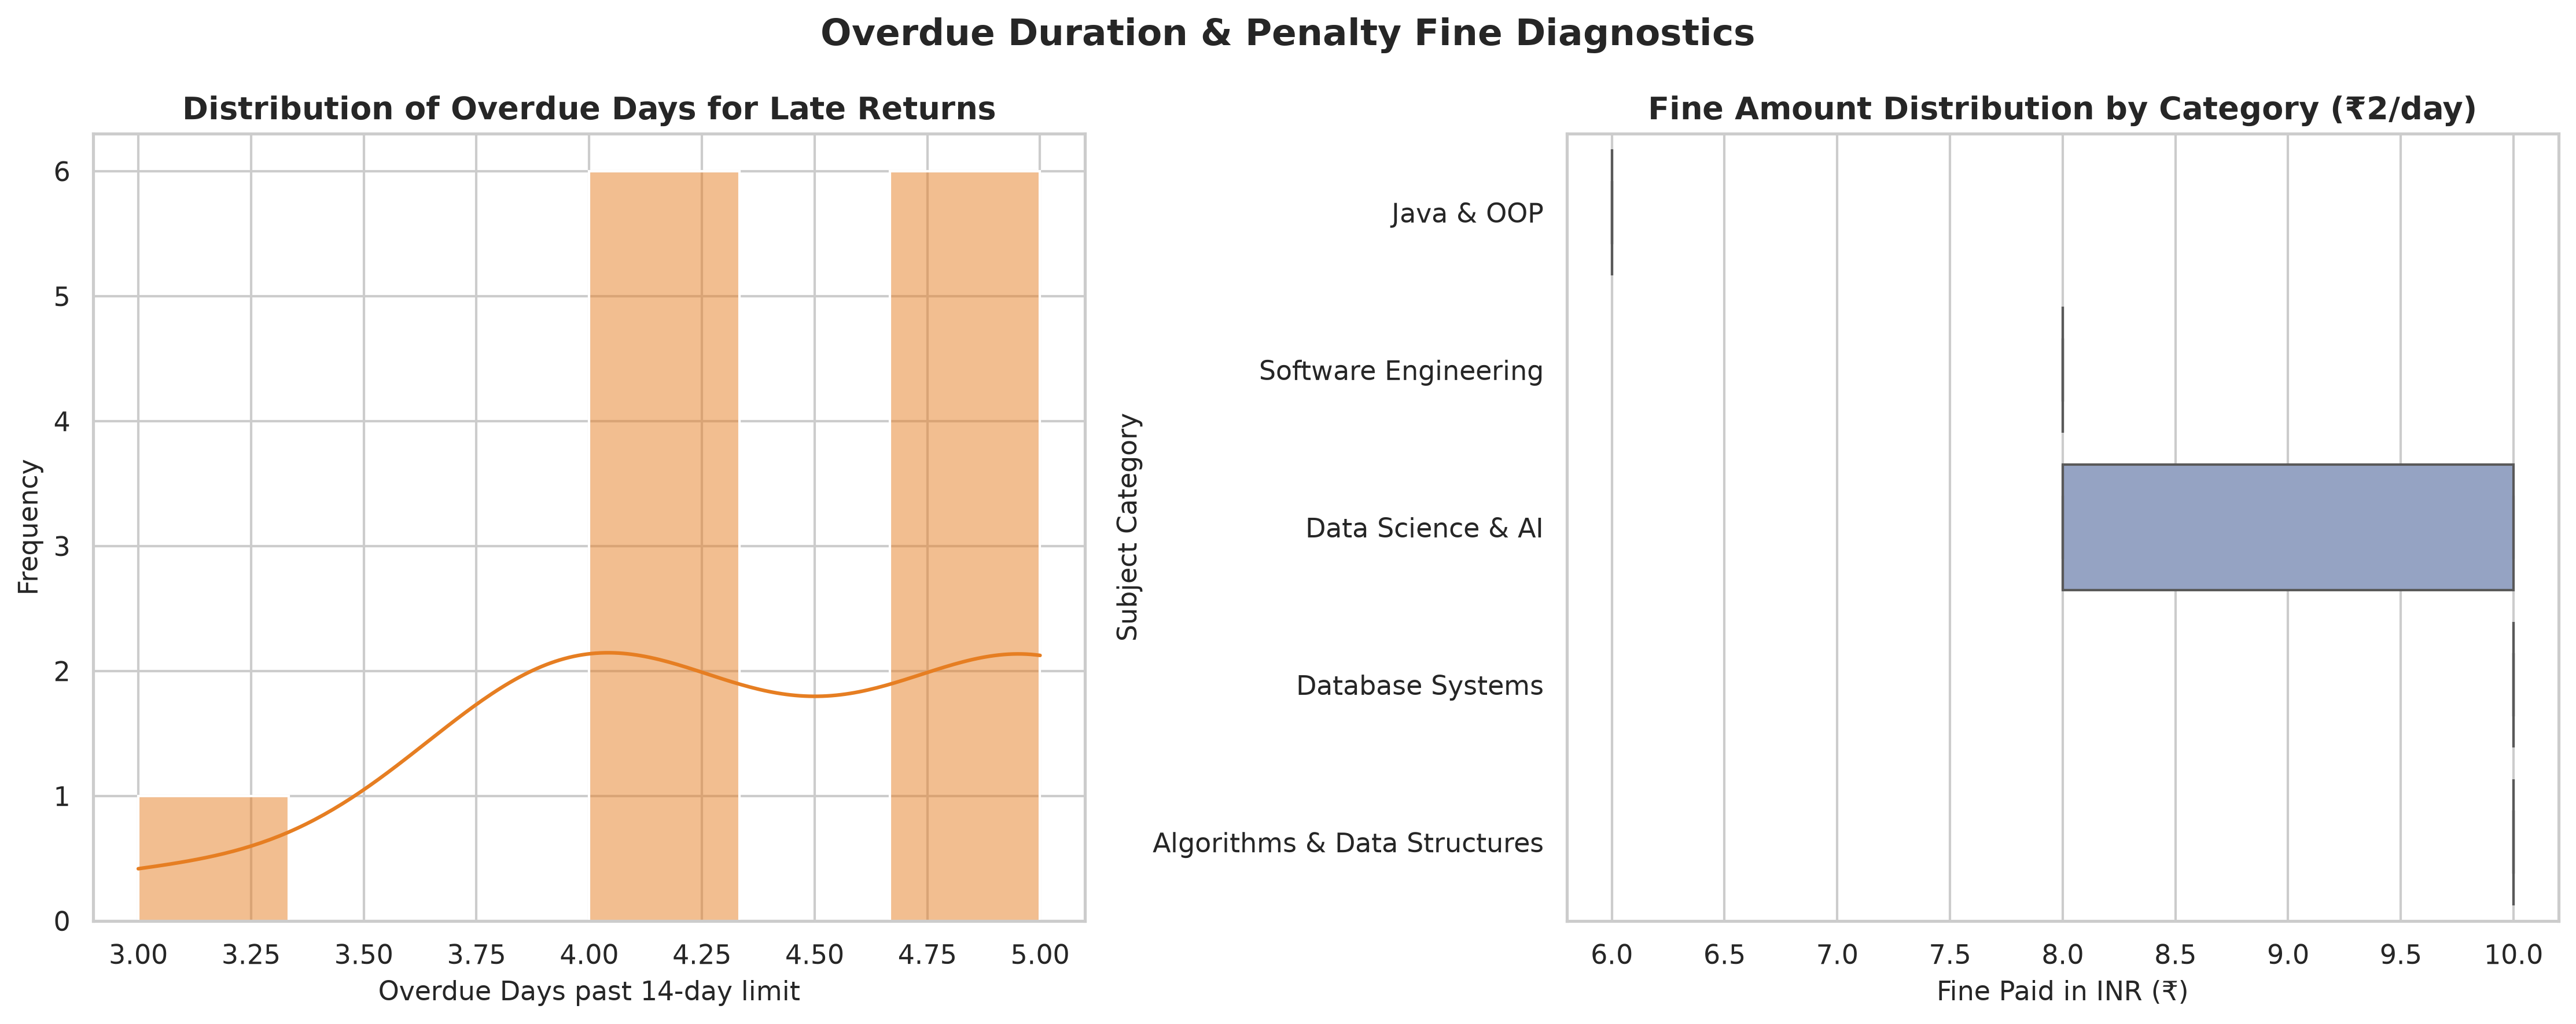 Overdue Duration & Penalty Fine Diagnostics
Distribution of Overdue Days for Late Returns
Frequency
6
5
4
3
2
1
0
3.00 3.25 3.50 3.75 4.00 4.25 4.50 4.75 5.00
Overdue Days past 14-day limit
Fine Amount Distribution by Category (₹2/day)
Subject Category
Java & OOP
Software Engineering
Data Science & AI
Database Systems
Algorithms & Data Structures
6.0 6.5 7.0 7.5 8.0 8.5 9.0 9.5 10.0
Fine Paid in INR (₹)